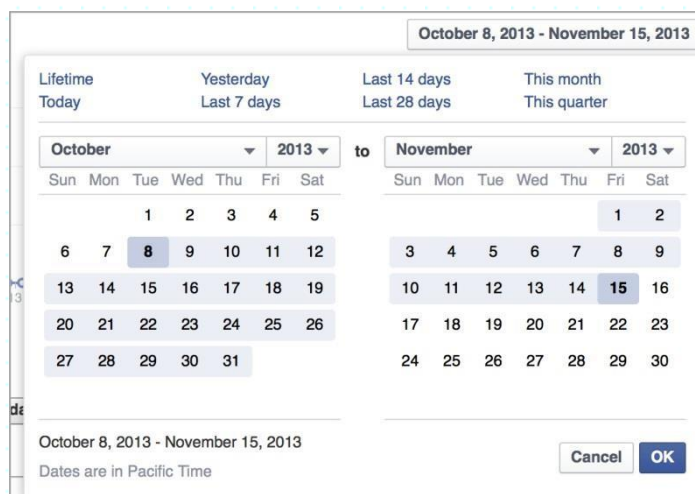 October 8, 2013 - November 15, 2013
Lifetime Yesterday Last 14 days This month
Today Last 7 days Last 28 days This quarter
October 2013 to November 2013
Sun Mon Tue Wed Thu Fri Sat Sun Mon Tue Wed Thu Fri Sat
1 2 3 4 5 1 2
6 7 8 9 10 11 12 3 4 5 6 7 8 9
13 14 15 16 17 18 19 10 11 12 13 14 15 16
20 21 22 23 24 25 26 17 18 19 20 21 22 23
27 28 29 30 31 24 25 26 27 28 29 30
October 8, 2013 - November 15, 2013
Cancel OK
Dates are in Pacific Time